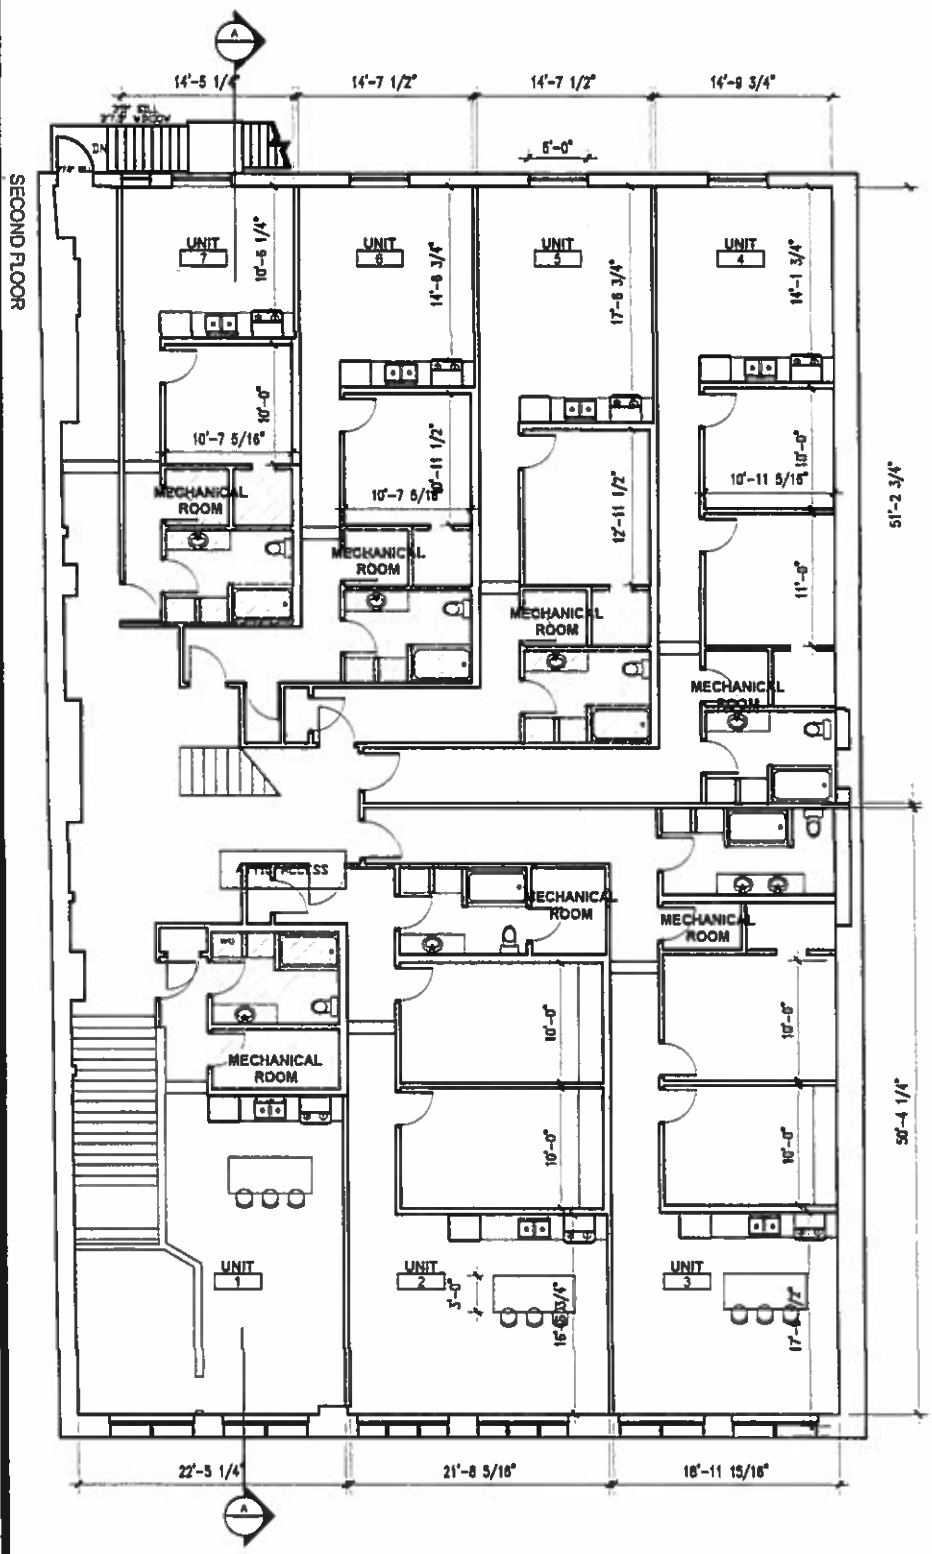 A
14'-5 1/4"
14'-7 1/2"
14'-7 1/2"
14'-9 3/4"
DN
6'-0"
SECOND FLOOR
UNIT
7
UNIT
6
UNIT
5
UNIT
4
10'-6 1/4"
14'-6 3/4"
17'-6 3/4"
14'-1 3/4"
10'-0"
10'-7 5/16"
10'-11 1/2"
10'-7 5/16"
12'-11 1/2"
10'-0"
10'-11 5/16"
11'-0"
51'-2 3/4"
MECHANICAL
ROOM
MECHANICAL
ROOM
MECHANICAL
ROOM
MECHANICAL
ROOM
ATTIC ACCESS
MECHANICAL
ROOM
MECHANICAL
ROOM
MECHANICAL
ROOM
10'-0"
10'-0"
10'-0"
10'-0"
50'-4 1/4"
UNIT
1
UNIT
2
UNIT
3
3'-0"
22'-5 1/4"
21'-8 5/16"
18'-11 15/16"
A